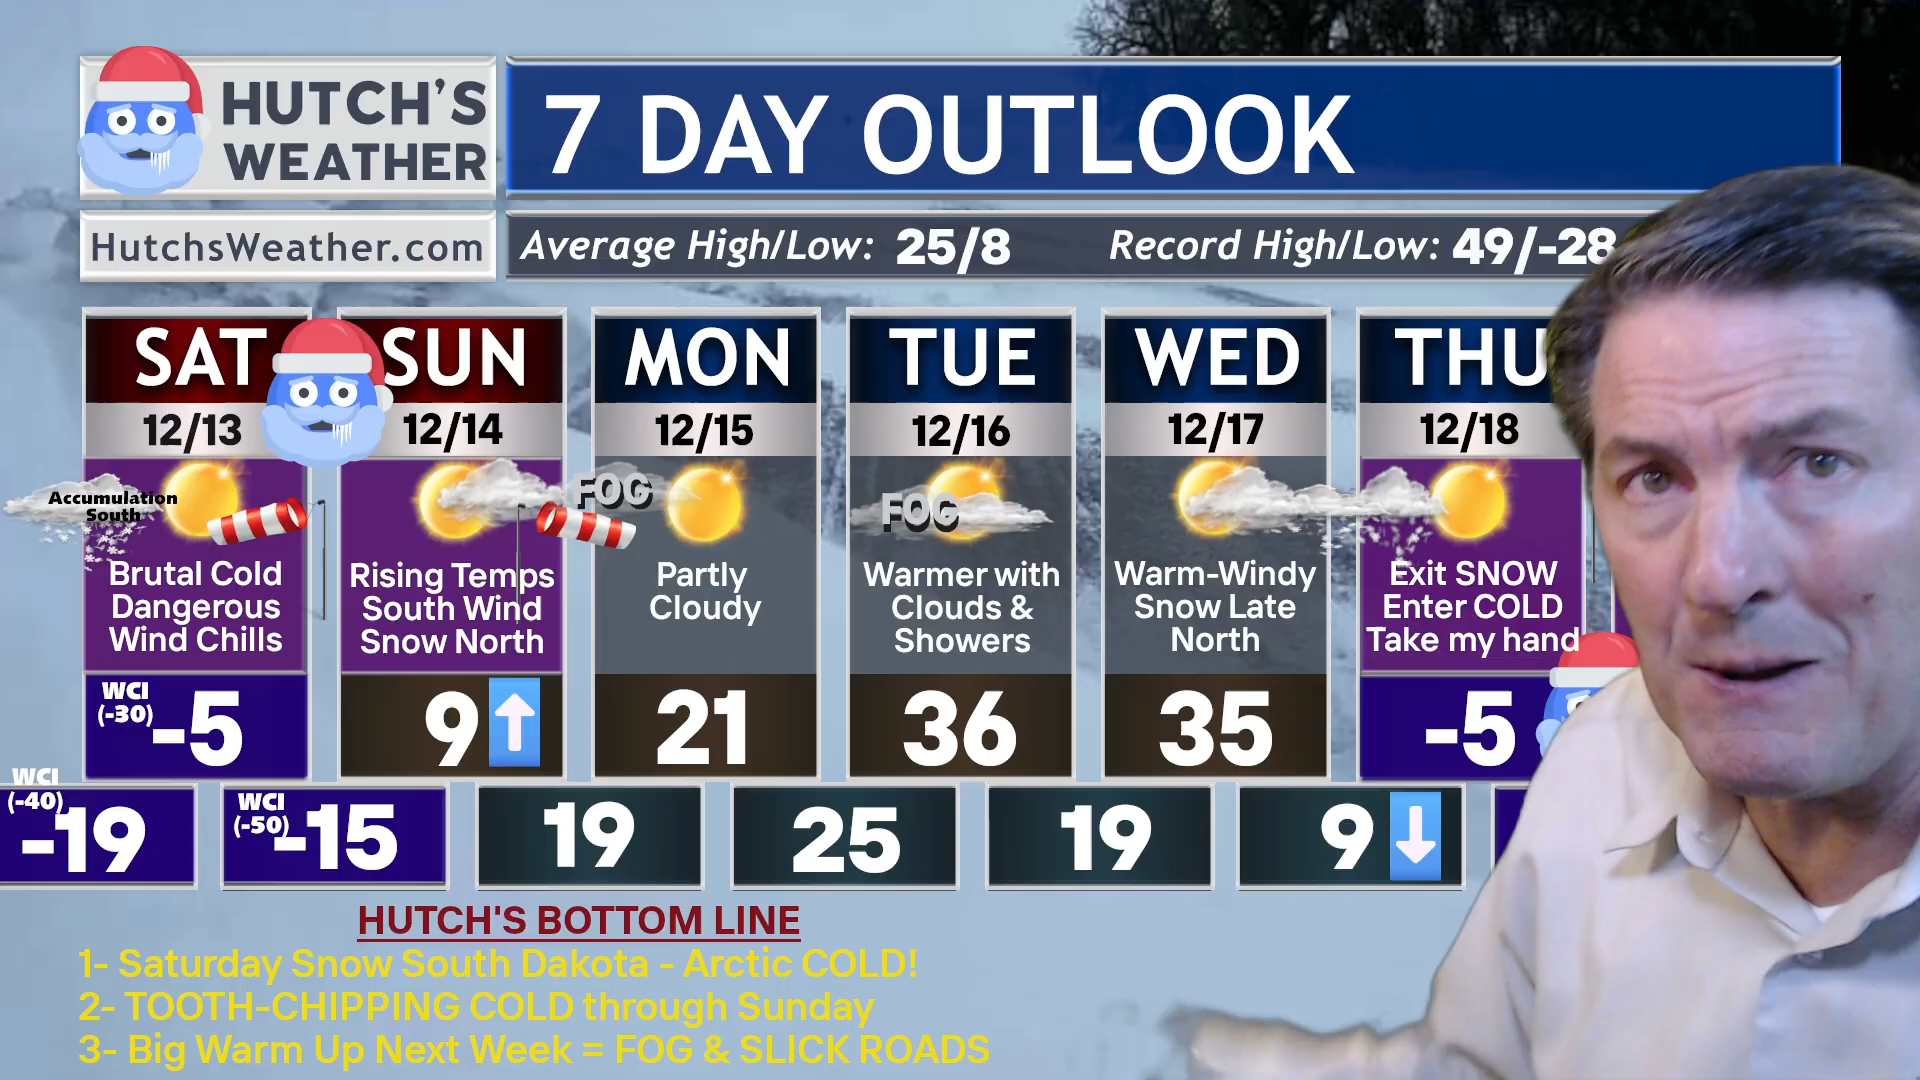 HUTCH'S
WEATHER
7 DAY OUTLOOK
HutchsWeather.com
Average High/Low: 25/8
Record High/Low: 49/-28
SAT
SUN
MON
TUE
WED
THU
12/13
12/14
12/15
12/16
12/17
12/18
Accumulation
South
FOG
FOG
Brutal Cold
Dangerous
Wind Chills
Rising Temps
South Wind
Snow North
Partly
Cloudy
Warmer with
Clouds &
Showers
Warm-Windy
Snow Late
North
Exit SNOW
Enter COLD
Take my hand
WCI
(-30)
-5
9
21
36
35
-5
WCI
(-40)
-19
WCI
(-50)
-15
19
25
19
9
HUTCH'S BOTTOM LINE
1- Saturday Snow South Dakota - Arctic COLD!
2- TOOTH-CHIPPING COLD through Sunday
3- Big Warm Up Next Week = FOG & SLICK ROADS